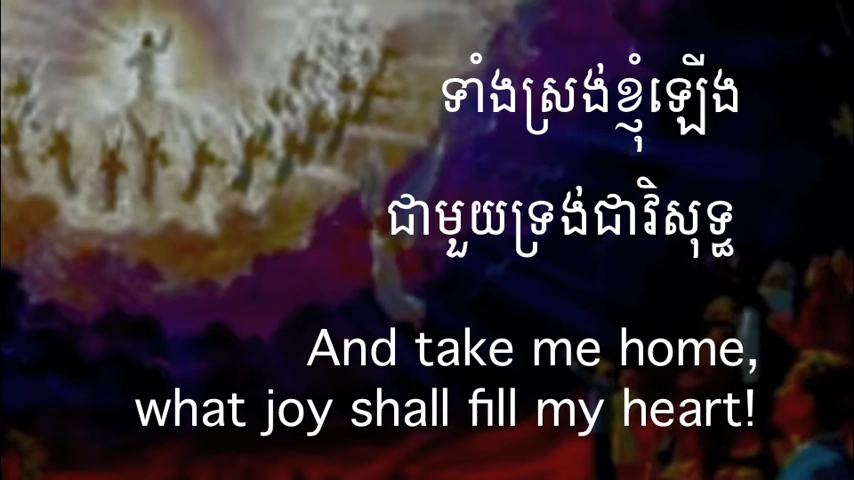 ទាំងស្រង់ខ្ញុំឡើង
ជាមួយទ្រង់ជាវិសុទ្ធ
And take me home,
what joy shall fill my heart!